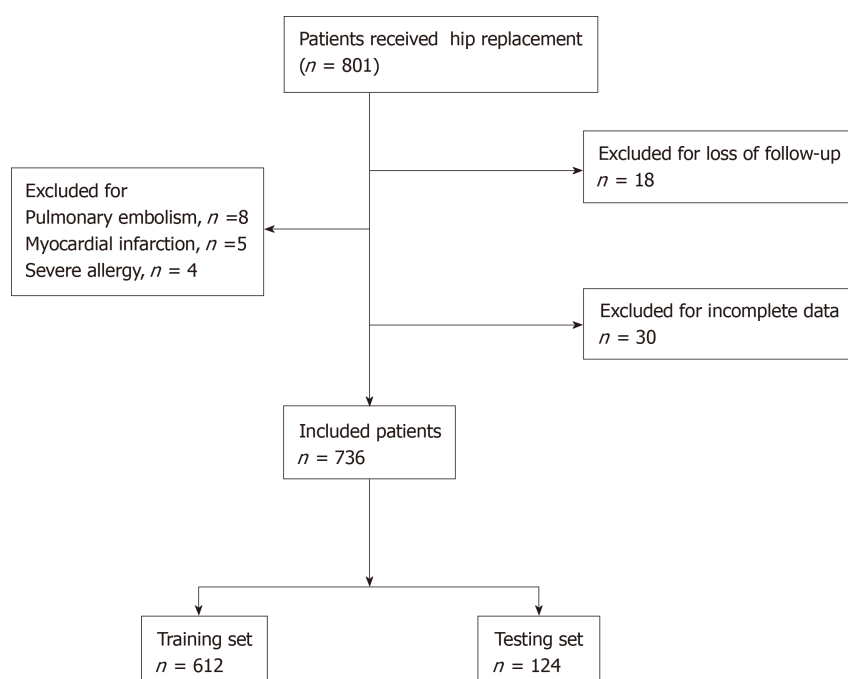 Patients received hip replacement
(n = 801)
Excluded for loss of follow-up
n = 18
Excluded for
Pulmonary embolism, n =8
Myocardial infarction, n =5
Severe allergy, n = 4
Excluded for incomplete data
n = 30
Included patients
n = 736
Training set
n = 612
Testing set
n = 124